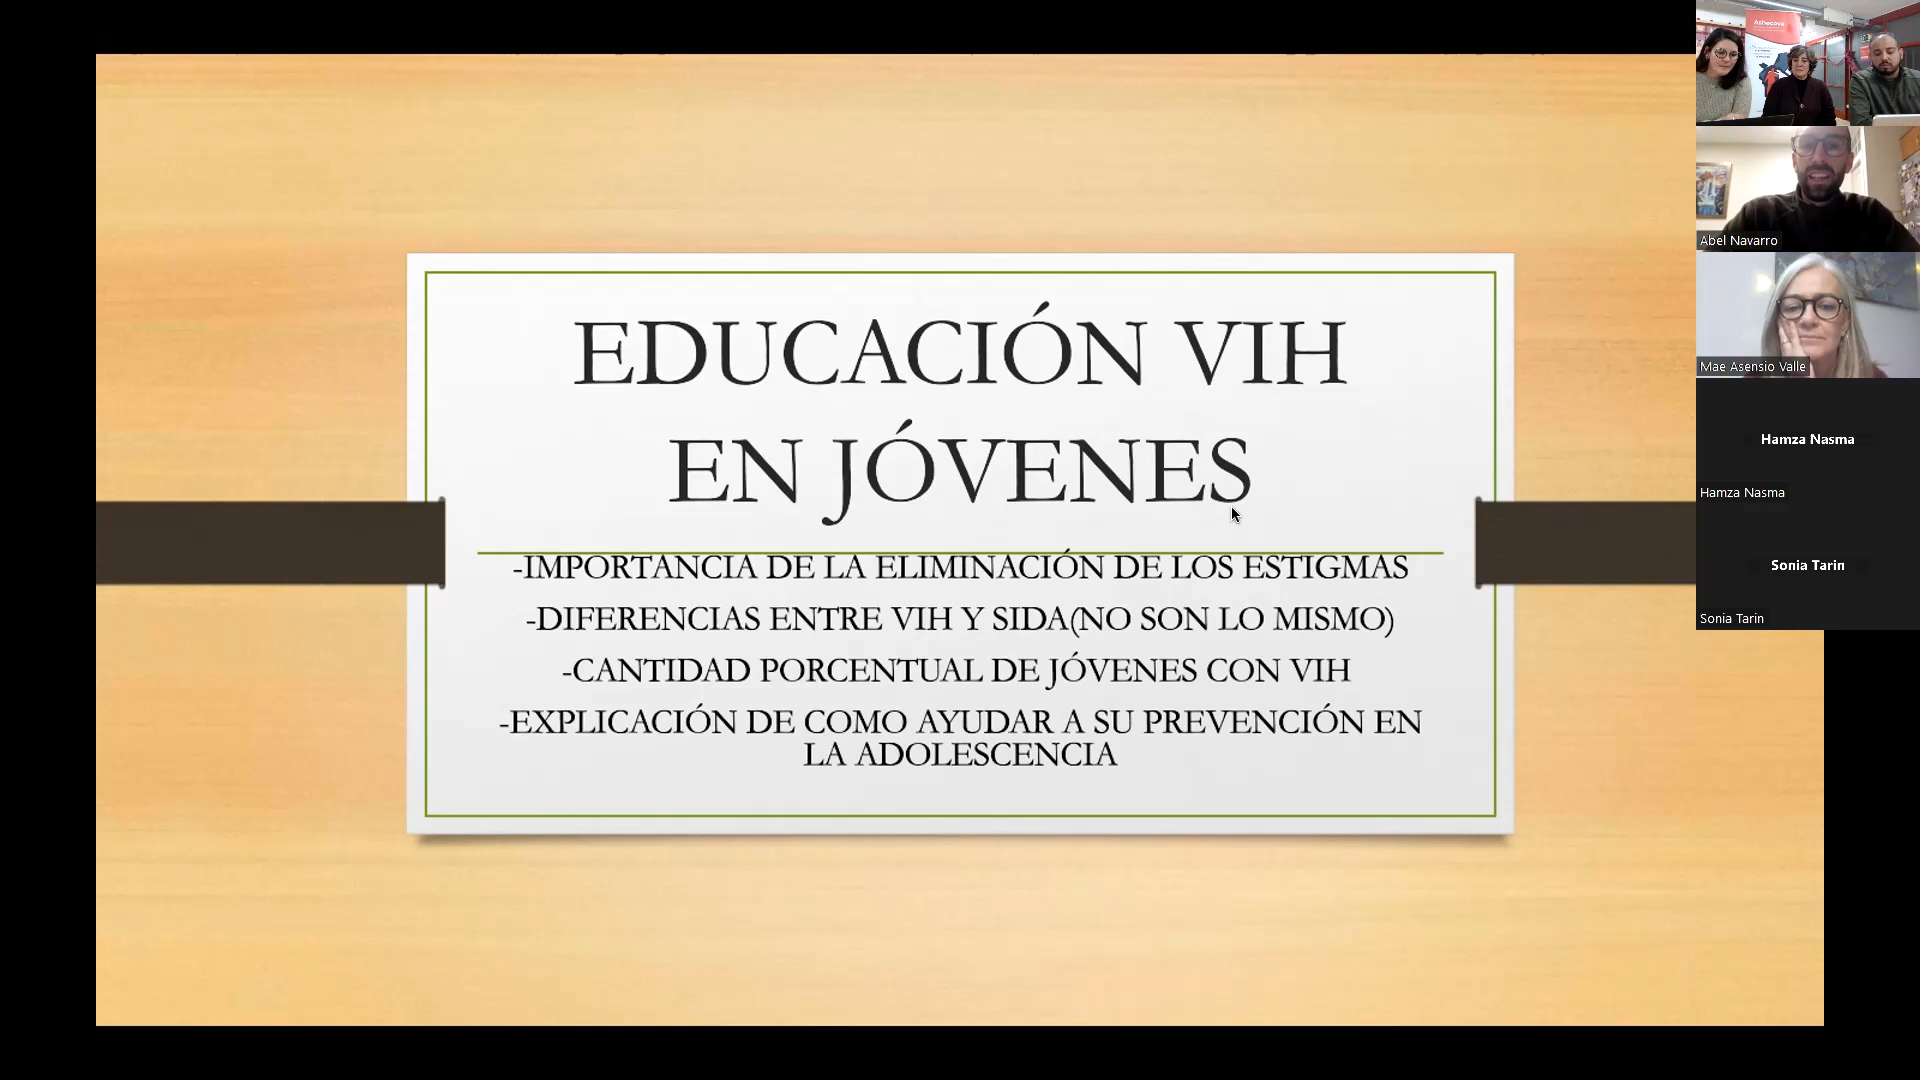 EDUCACIÓN VIH
EN JÓVENES
-IMPORTANCIA DE LA ELIMINACIÓN DE LOS ESTIGMAS
-DIFERENCIAS ENTRE VIH Y SIDA(NO SON LO MISMO)
-CANTIDAD PORCENTUAL DE JÓVENES CON VIH
-EXPLICACIÓN DE COMO AYUDAR A SU PREVENCIÓN EN
LA ADOLESCENCIA
Abel Navarro
Mae Asensio Valle
Hamza Nasma
Hamza Nasma
Sonia Tarin
Sonia Tarin